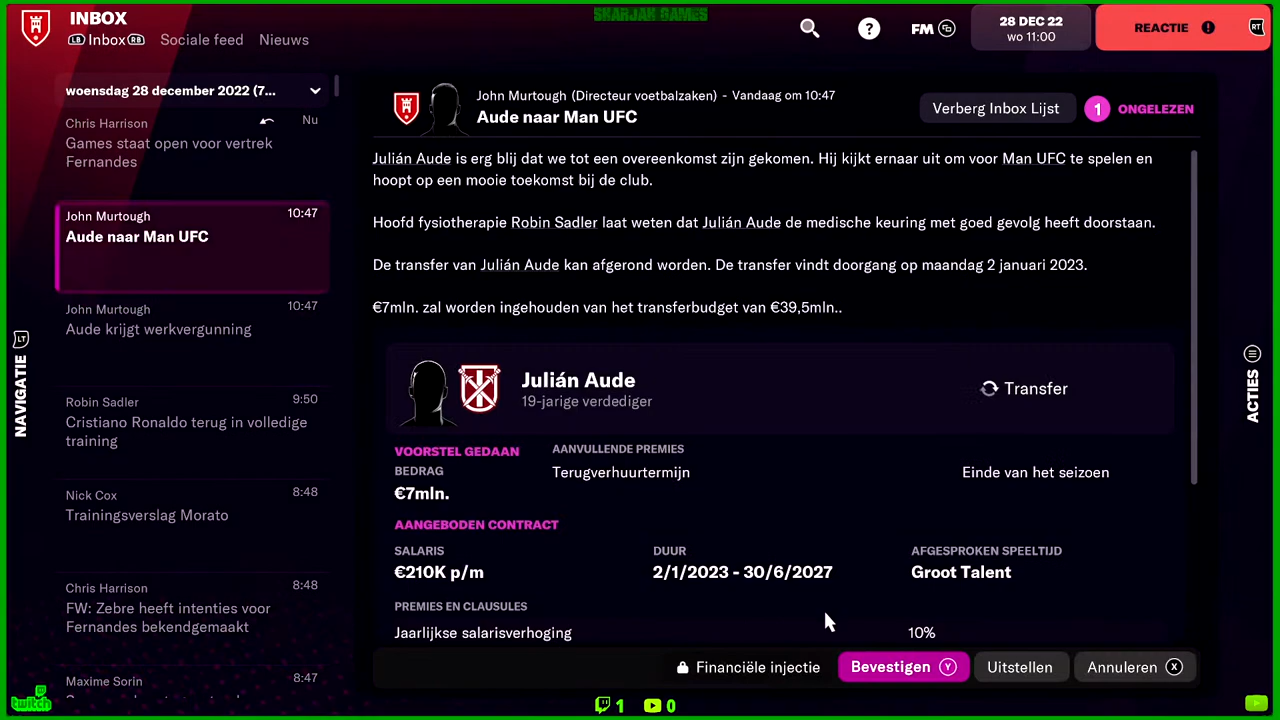 SKARJAK GAMES
INBOX
LB Inbox RB Sociale feed Nieuws
? FM 28 DEC 22
wo 11:00
REACTIE ! RT
woensdag 28 december 2022 (7...
Chris Harrison Nu
Games staat open voor vertrek
Fernandes
John Murtough 10:47
Aude naar Man UFC
John Murtough 10:47
Aude krijgt werkvergunning
Robin Sadler 9:50
Cristiano Ronaldo terug in volledige
training
Nick Cox 8:48
Trainingsverslag Morato
Chris Harrison 8:48
FW: Zebre heeft intenties voor
Fernandes bekendgemaakt
Maxime Sorin 8:47
LT
NAVIGATIE
John Murtough (Directeur voetbalzaken) - Vandaag om 10:47
Aude naar Man UFC
Verberg Inbox Lijst 1 ONGELEZEN
Julián Aude is erg blij dat we tot een overeenkomst zijn gekomen. Hij kijkt ernaar uit om voor Man UFC te spelen en
hoopt op een mooie toekomst bij de club.
Hoofd fysiotherapie Robin Sadler laat weten dat Julián Aude de medische keuring met goed gevolg heeft doorstaan.
De transfer van Julián Aude kan afgerond worden. De transfer vindt doorgang op maandag 2 januari 2023.
€7mln. zal worden ingehouden van het transferbudget van €39,5mln..
Julián Aude
19-jarige verdediger
Transfer
VOORSTEL GEDAAN AANVULLENDE PREMIES
BEDRAG Terugverhuurtermijn Einde van het seizoen
€7mln.
AANGEBODEN CONTRACT
SALARIS DUUR AFGESPROKEN SPEELTIJD
€210K p/m 2/1/2023 - 30/6/2027 Groot Talent
PREMIES EN CLAUSULES
Jaarlijkse salarisverhoging 10%
Financiële injectie Bevestigen Y Uitstellen Annuleren X
ACTIES
twitch
1 0